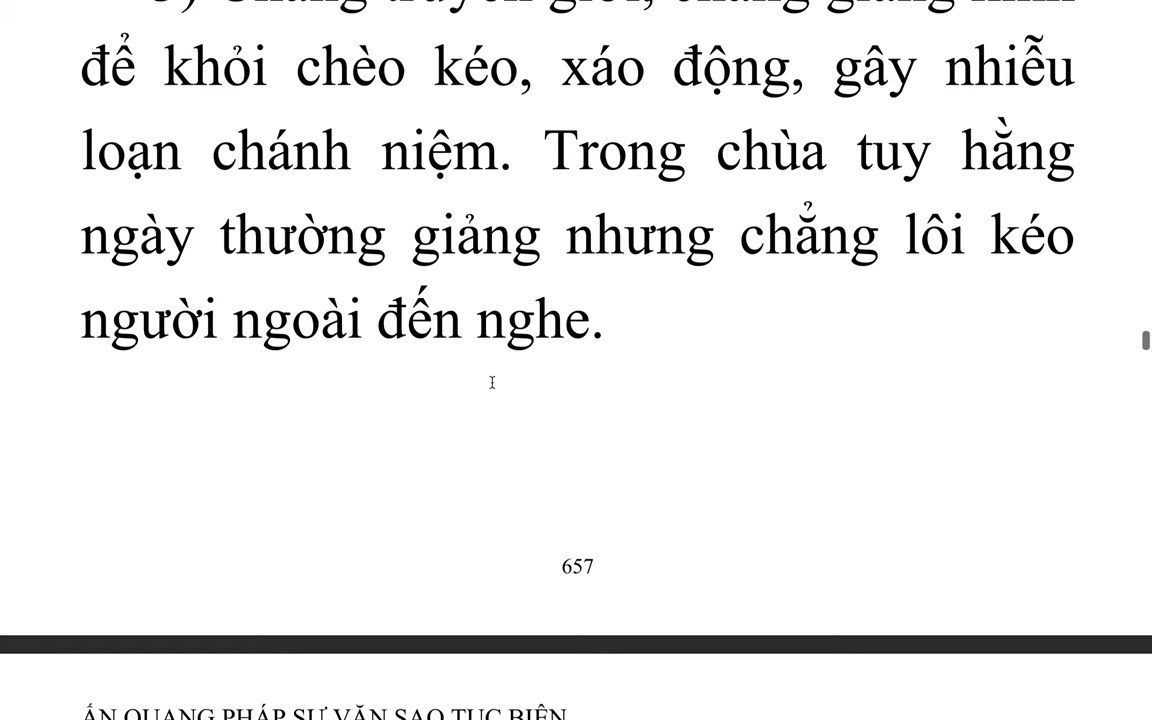 để khỏi chèo kéo, xáo động, gây nhiễu
loạn chánh niệm. Trong chùa tuy hằng
ngày thường giảng nhưng chẳng lôi kéo
người ngoài đến nghe.
657
ẤN QUANG PHÁP SƯ VĂN SAO TỤC BIÊN